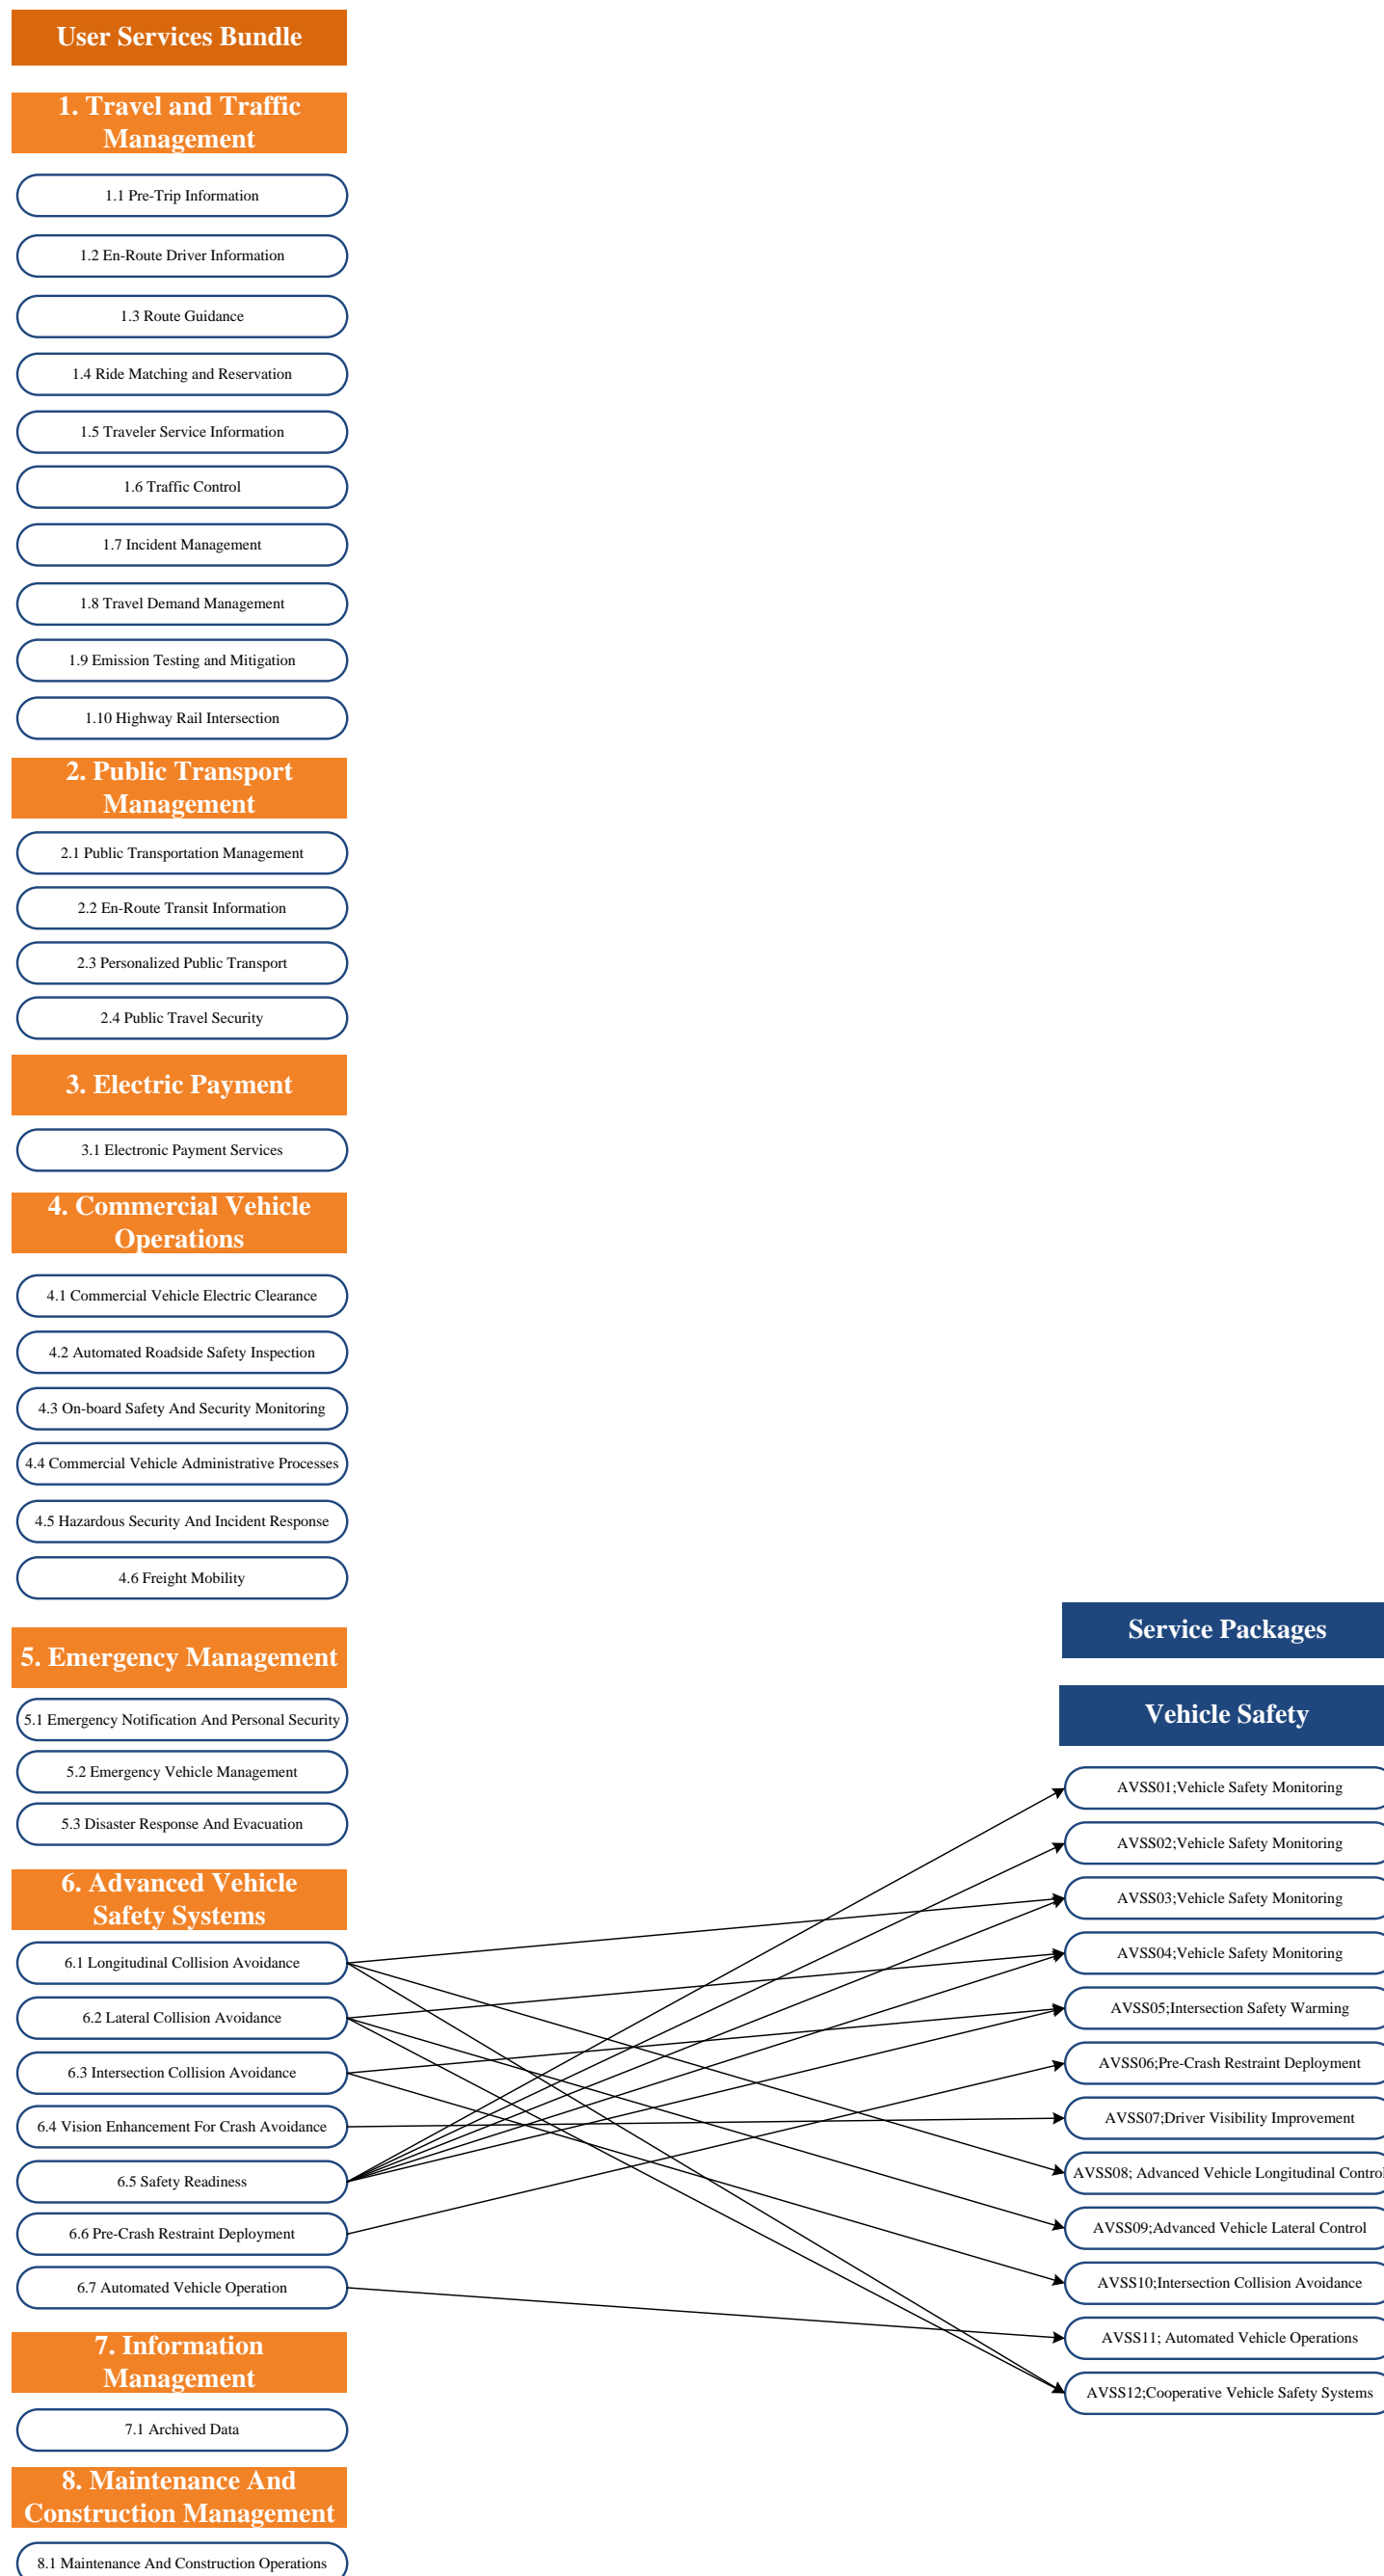 User Services Bundle
1. Travel and Traffic
Management
1.1 Pre-Trip Information
1.2 En-Route Driver Information
1.3 Route Guidance
1.4 Ride Matching and Reservation
1.5 Traveler Service Information
1.6 Traffic Control
1.7 Incident Management
1.8 Travel Demand Management
1.9 Emission Testing and Mitigation
1.10 Highway Rail Intersection
2. Public Transport
Management
2.1 Public Transportation Management
2.2 En-Route Transit Information
2.3 Personalized Public Transport
2.4 Public Travel Security
3. Electric Payment
3.1 Electronic Payment Services
4. Commercial Vehicle
Operations
4.1 Commercial Vehicle Electric Clearance
4.2 Automated Roadside Safety Inspection
4.3 On-board Safety And Security Monitoring
4.4 Commercial Vehicle Administrative Processes
4.5 Hazardous Security And Incident Response
4.6 Freight Mobility
5. Emergency Management
5.1 Emergency Notification And Personal Security
5.2 Emergency Vehicle Management
5.3 Disaster Response And Evacuation
6. Advanced Vehicle
Safety Systems
6.1 Longitudinal Collision Avoidance
6.2 Lateral Collision Avoidance
6.3 Intersection Collision Avoidance
6.4 Vision Enhancement For Crash Avoidance
6.5 Safety Readiness
6.6 Pre-Crash Restraint Deployment
6.7 Automated Vehicle Operation
7. Information
Management
7.1 Archived Data
8. Maintenance And
Construction Management
8.1 Maintenance And Construction Operations
Service Packages
Vehicle Safety
AVSS01;Vehicle Safety Monitoring
AVSS02;Vehicle Safety Monitoring
AVSS03;Vehicle Safety Monitoring
AVSS04;Vehicle Safety Monitoring
AVSS05;Intersection Safety Warming
AVSS06;Pre-Crash Restraint Deployment
AVSS07;Driver Visibility Improvement
AVSS08; Advanced Vehicle Longitudinal Control
AVSS09;Advanced Vehicle Lateral Control
AVSS10;Intersection Collision Avoidance
AVSS11; Automated Vehicle Operations
AVSS12;Cooperative Vehicle Safety Systems